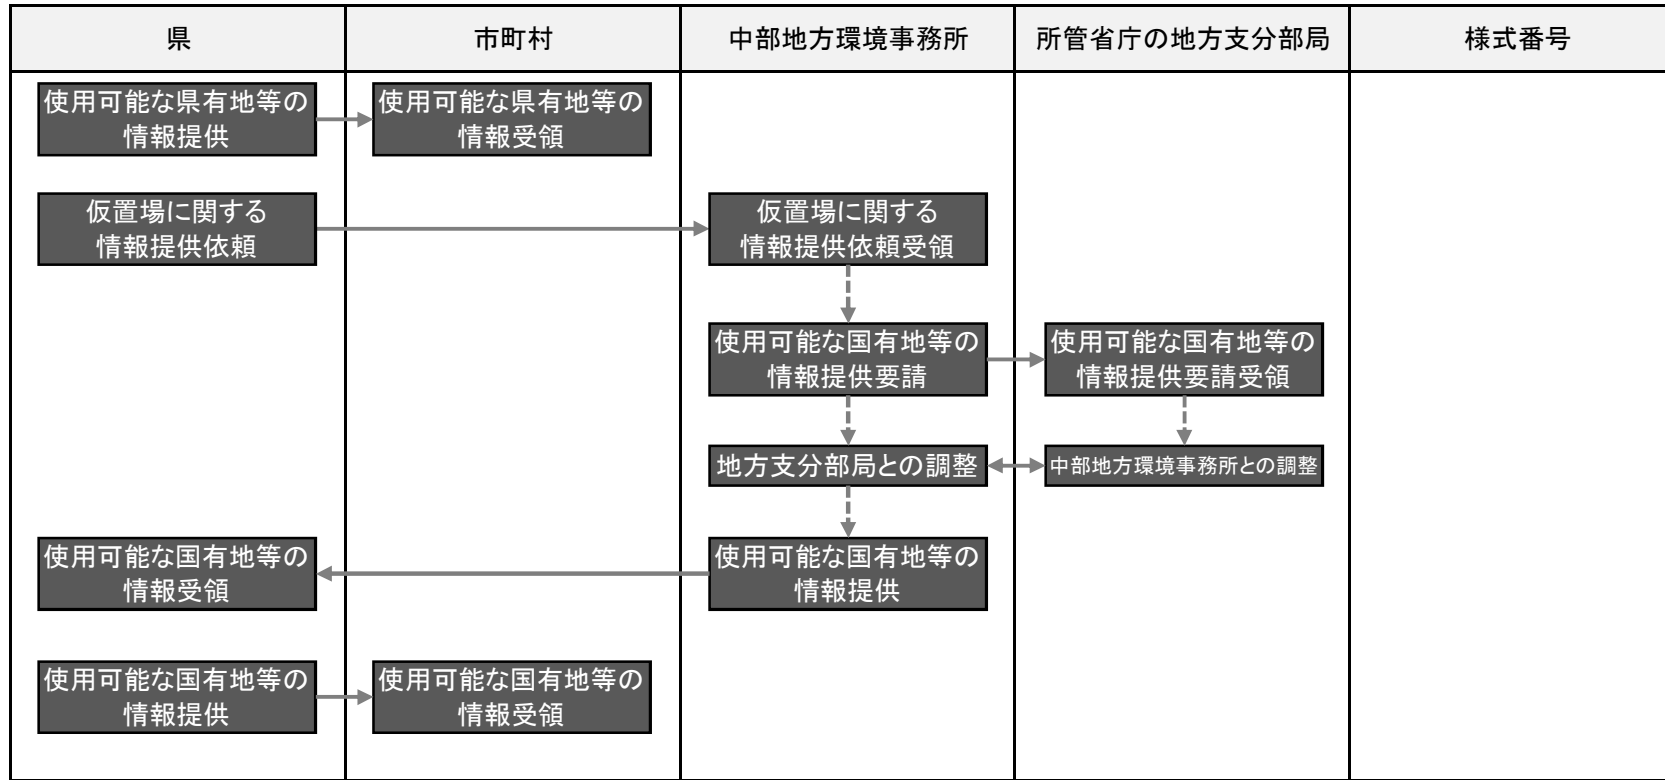 県
市町村
中部地方環境事務所
所管省庁の地方支分部局
様式番号
使用可能な県有地等の
情報提供
使用可能な県有地等の
情報受領
仮置場に関する
情報提供依頼
仮置場に関する
情報提供依頼受領
使用可能な国有地等の
情報提供要請
使用可能な国有地等の
情報提供要請受領
地方支分部局との調整
中部地方環境事務所との調整
使用可能な国有地等の
情報受領
使用可能な国有地等の
情報提供
使用可能な国有地等の
情報提供
使用可能な国有地等の
情報受領